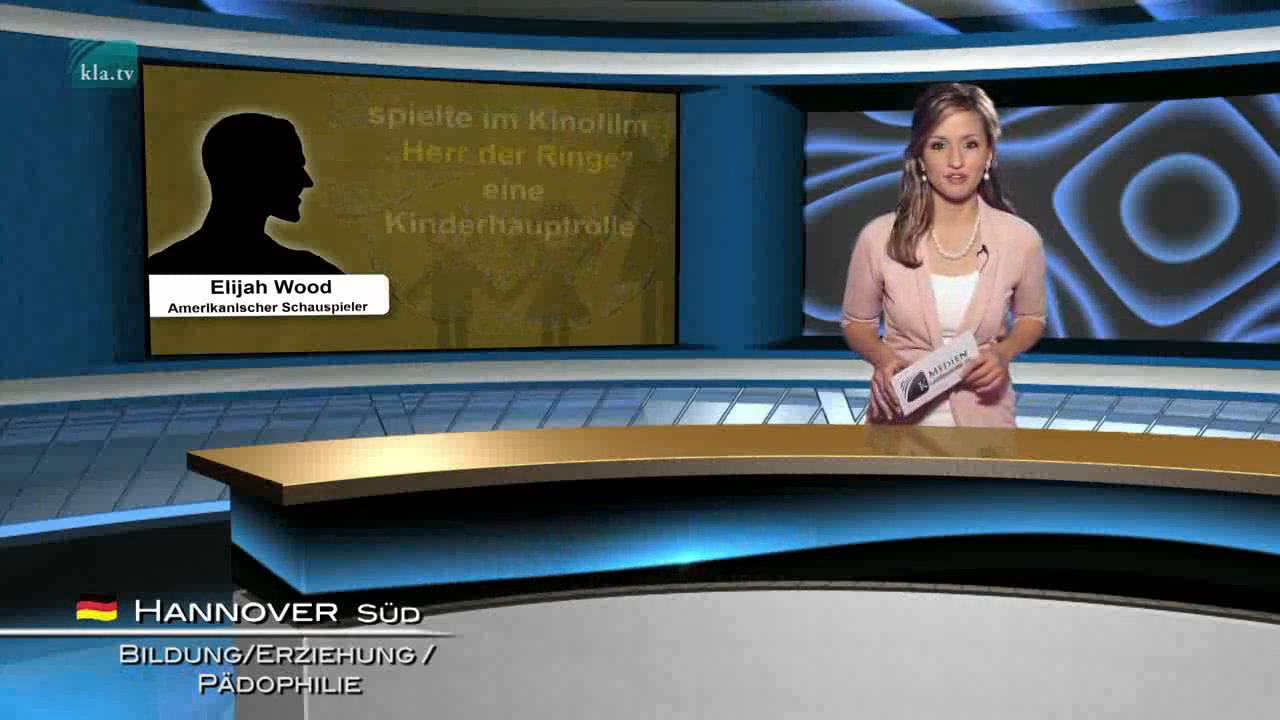 kla.tv
spielte im Kinofilm
„Herr der Ringe“
eine
Kinderhauptrolle
Elijah Wood
Amerikanischer Schauspieler
K MEDIEN
HANNOVER SÜD
BILDUNG/ERZIEHUNG /
PÄDOPHILIE